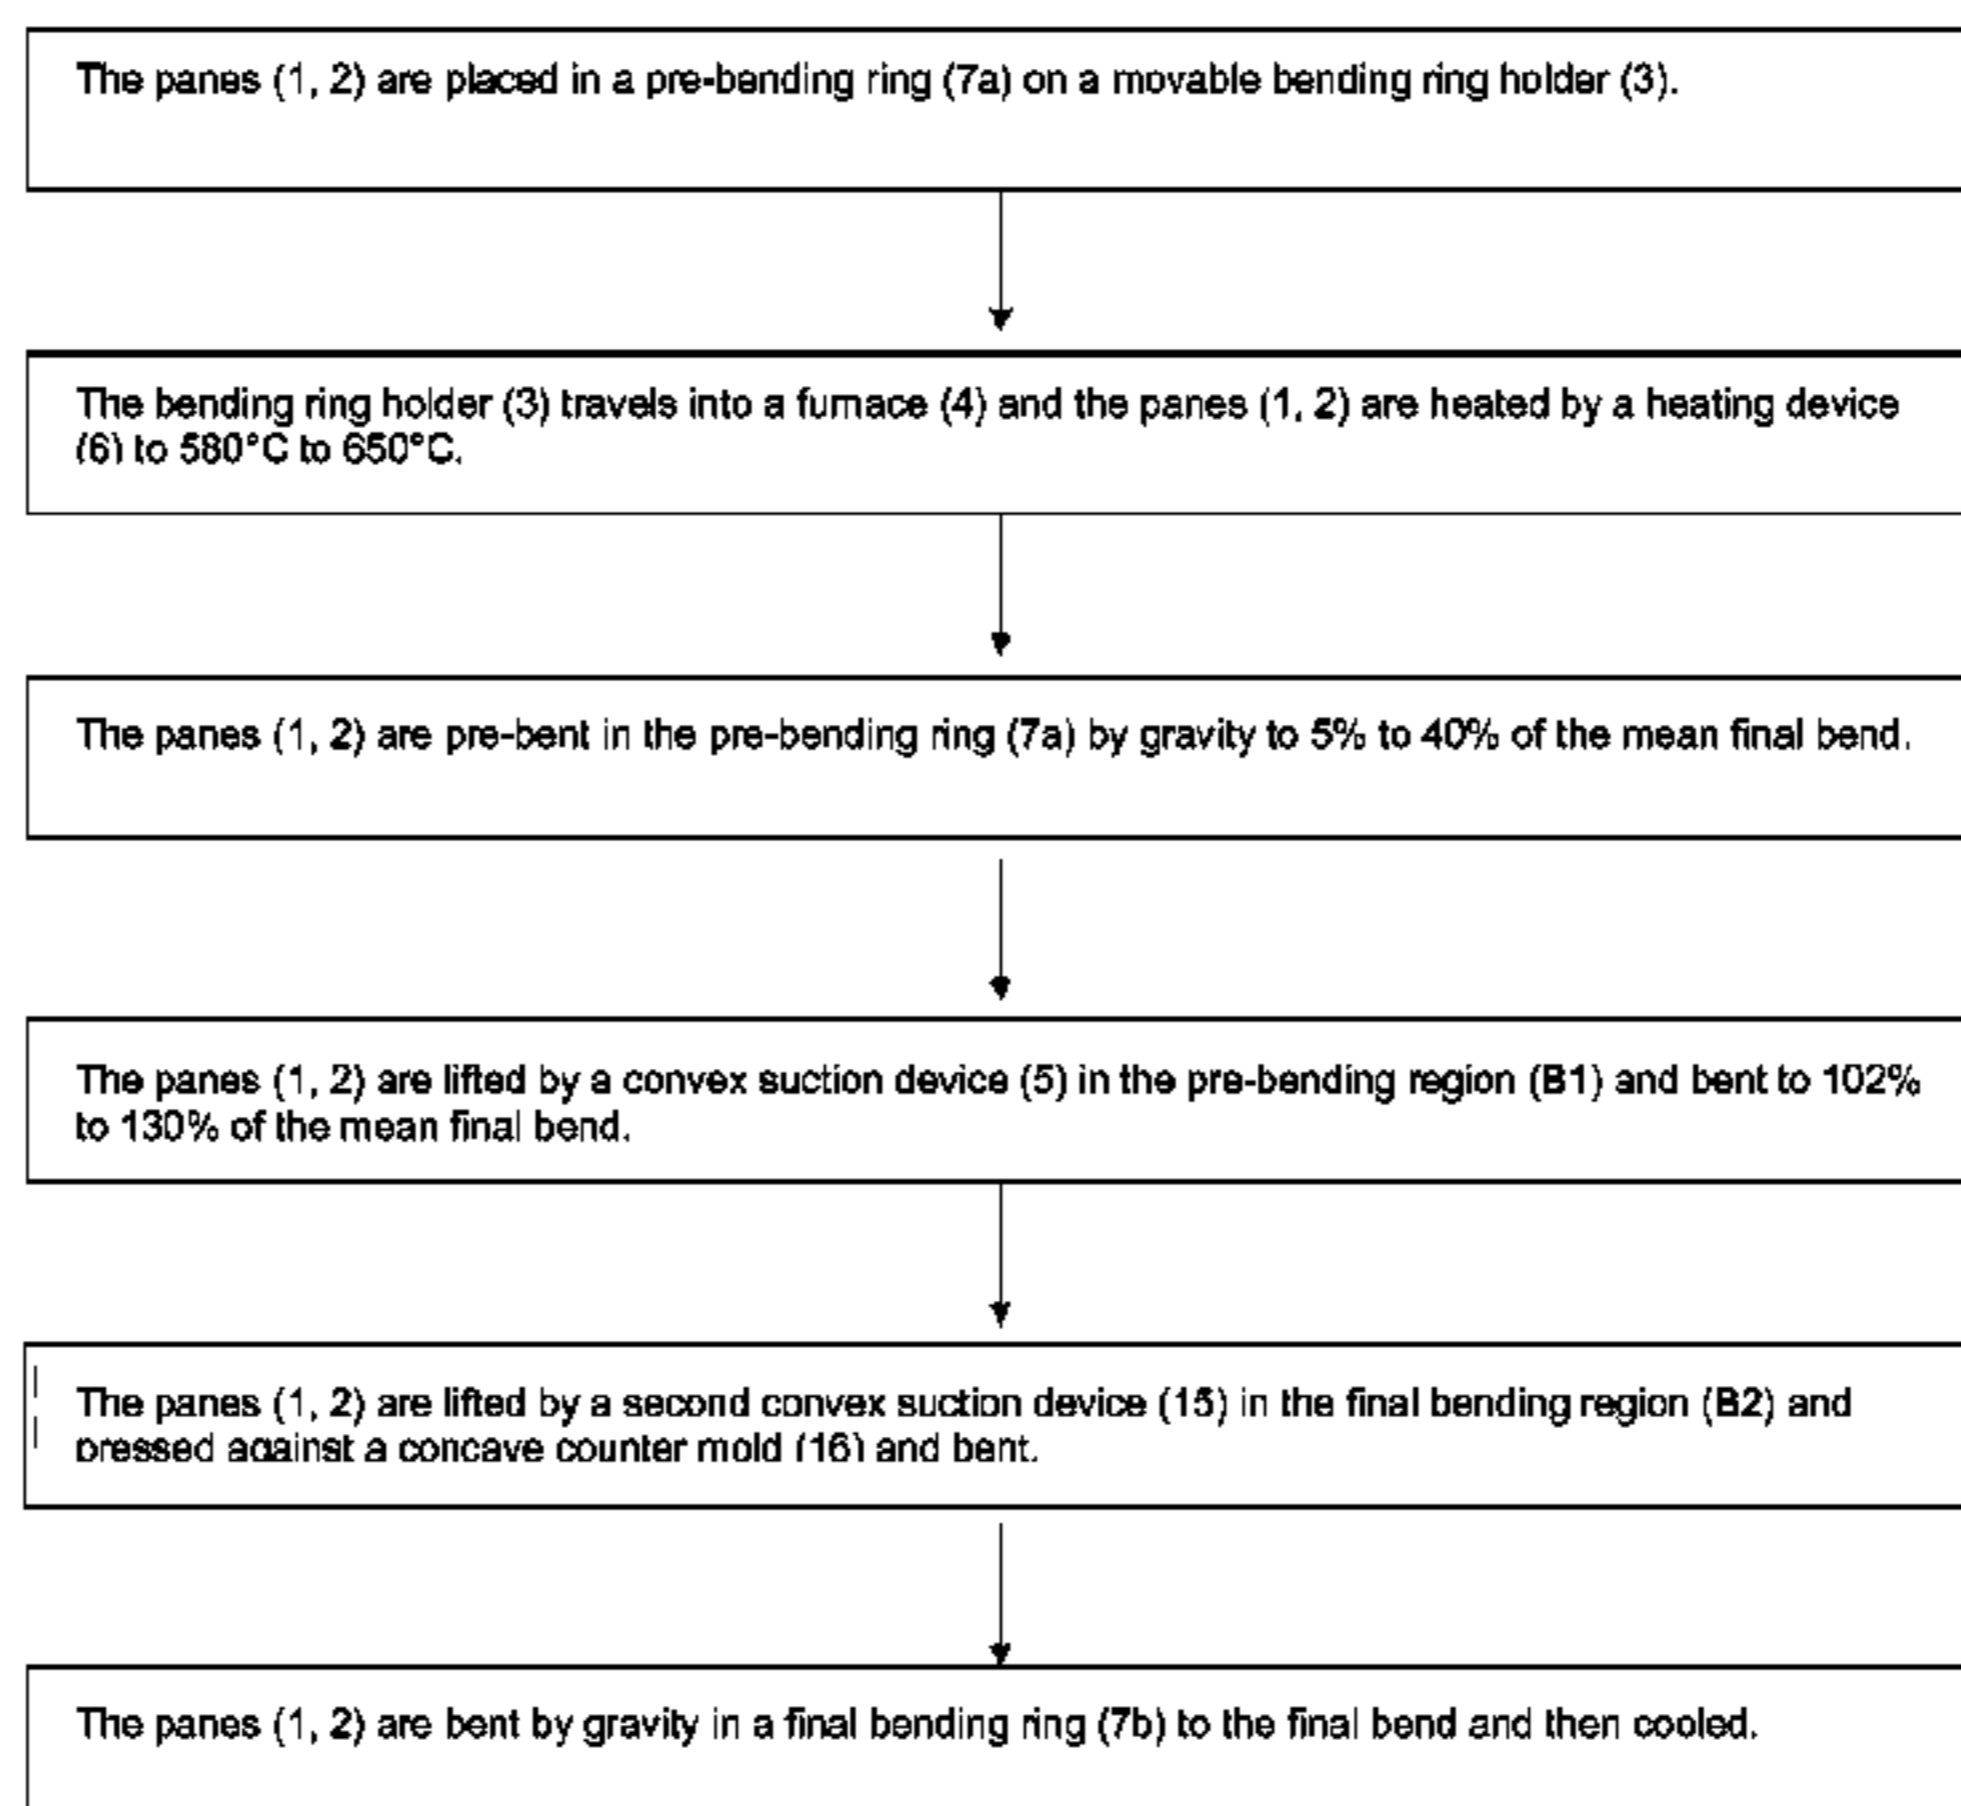 The panes (1, 2) are placed in a pre-bending ring (7a) on a movable bending ring holder (3).
The bending ring holder (3) travels into a furnace (4) and the panes (1, 2) are heated by a heating device
(6) to 580°C to 650°C.
The panes (1, 2) are pre-bent in the pre-bending ring (7a) by gravity to 5% to 40% of the mean final bend.
The panes (1, 2) are lifted by a convex suction device (5) in the pre-bending region (B1) and bent to 102%
to 130% of the mean final bend.
The panes (1, 2) are lifted by a second convex suction device (15) in the final bending region (B2) and
pressed against a concave counter mold (16) and bent.
The panes (1, 2) are bent by gravity in a final bending ring (7b) to the final bend and then cooled.